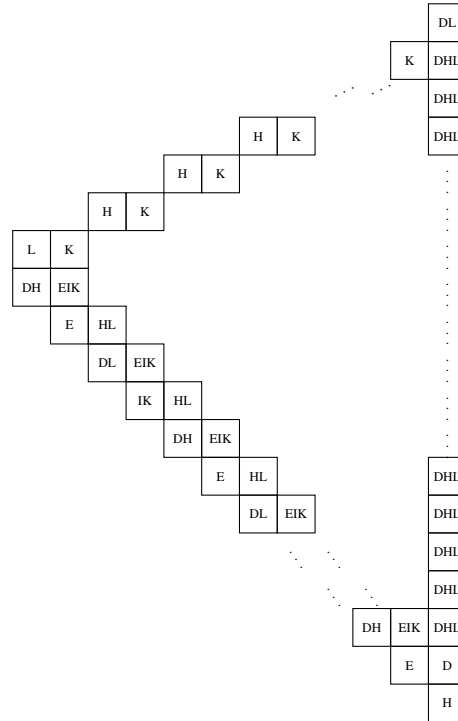 DL
K DHL
DHL
H K DHL
H K
H K
L K
DH EIK
E HL
DL EIK
IK HL
DH EIK
E HL DHL
DL EIK DHL
DHL
DHL
DH EIK DHL
E D
H